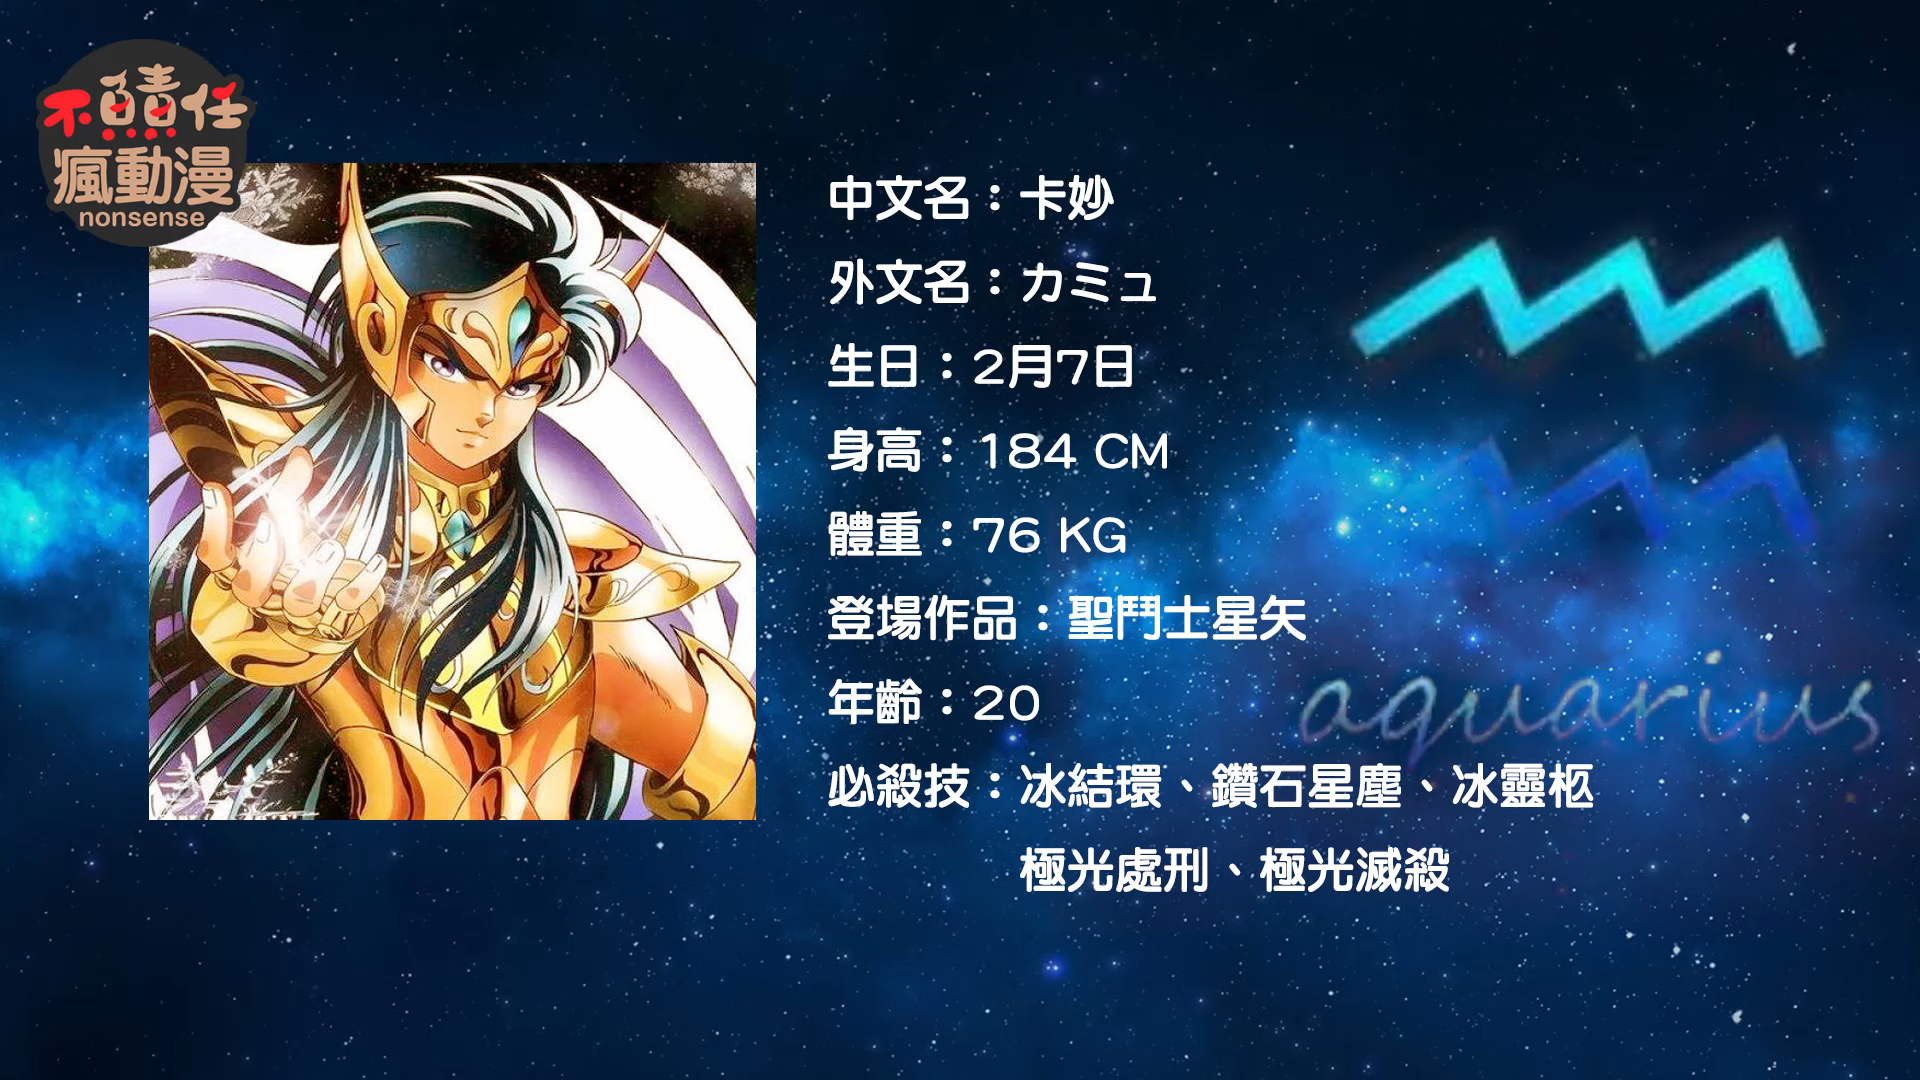 不負責任
瘋動漫
nonsense
中文名：卡妙
外文名：カミュ
生日：2月7日
身高：184 CM
體重：76 KG
登場作品：聖鬥士星矢
年齡：20
必殺技：冰結環、鑽石星塵、冰靈柩
極光處刑、極光滅殺
aquarius